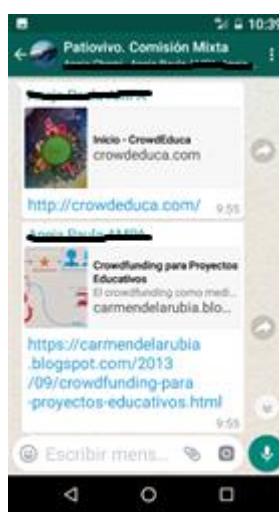 10:39
Patiovivo. Comisión Mixta
Inicio - CrowdEduca
crowdeduca.com
http://crowdeduca.com/
9:55
Crowdfunding para Proyectos
Educativos
El crowdfunding como medi...
carmendelarubia.blo...
https://carmendelarubia
.blogspot.com/2013
/09/crowdfunding-para
-proyectos-educativos.html
9:55
Escribir mens...